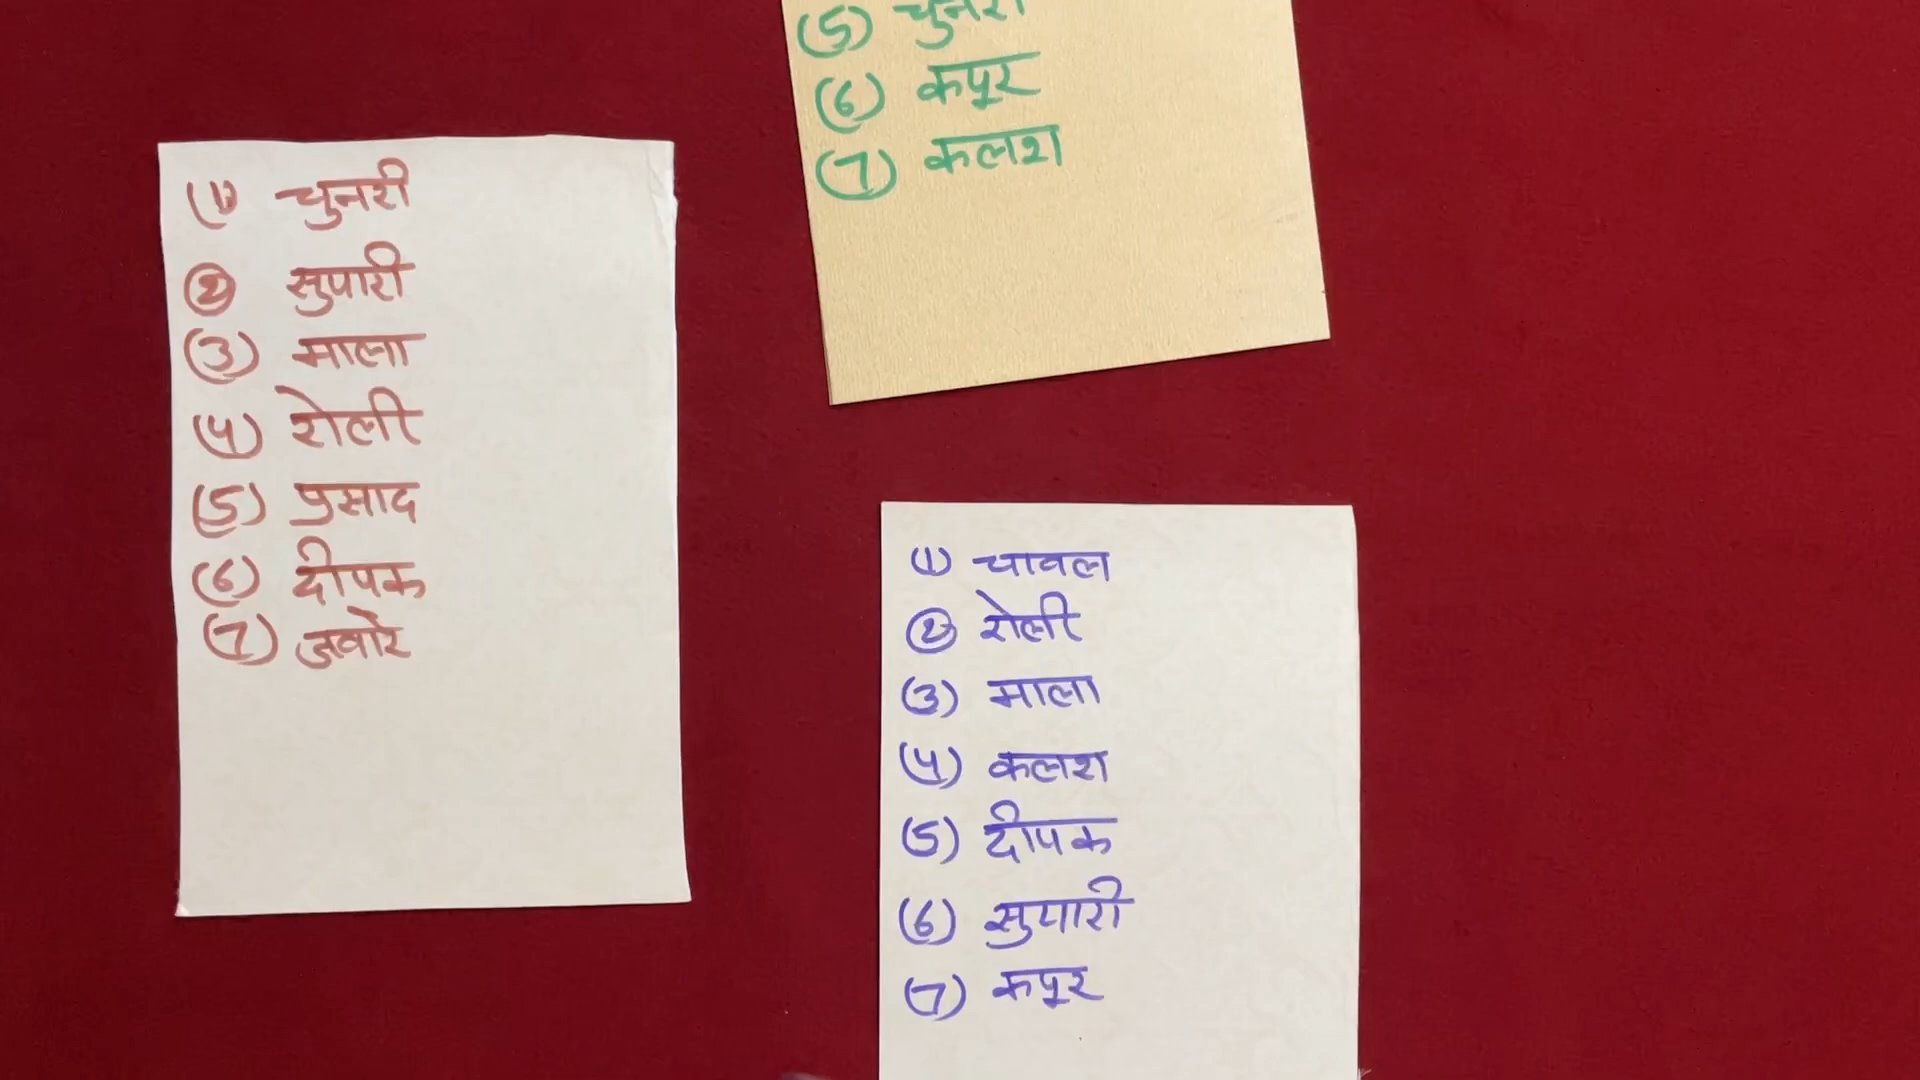 (1) चुनरी
(2) सुपारी
(3) माला
(4) रोली
(5) प्रसाद
(6) दीपक
(7) जवारे
(5) चुनरी
(6) कपूर
(7) कलश
(1) चावल
(2) रोली
(3) माला
(4) कलश
(5) दीपक
(6) सुपारी
(7) कपूर